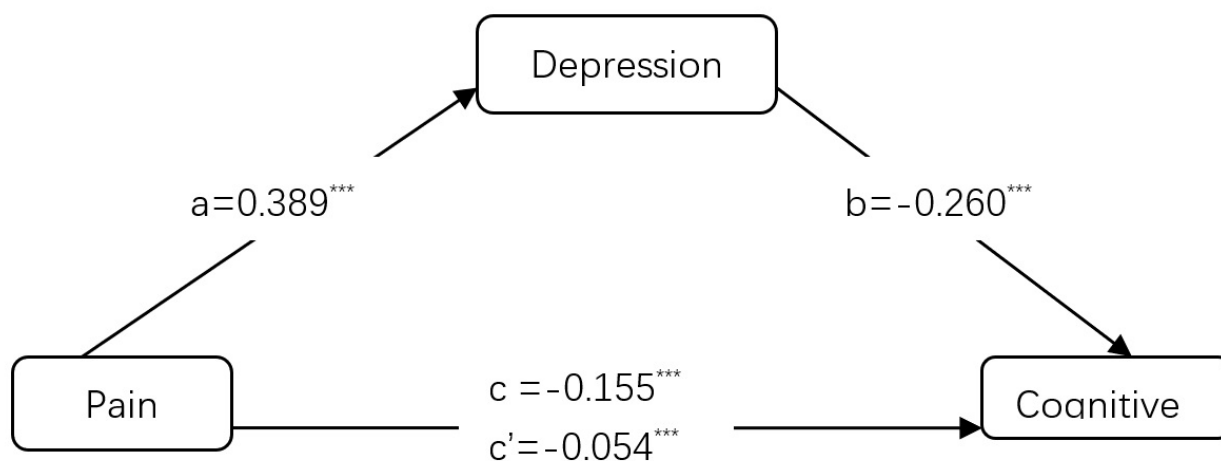 Depression
a=0.389***
b=-0.260***
Pain
c =-0.155***
c’=-0.054***
Cognitive